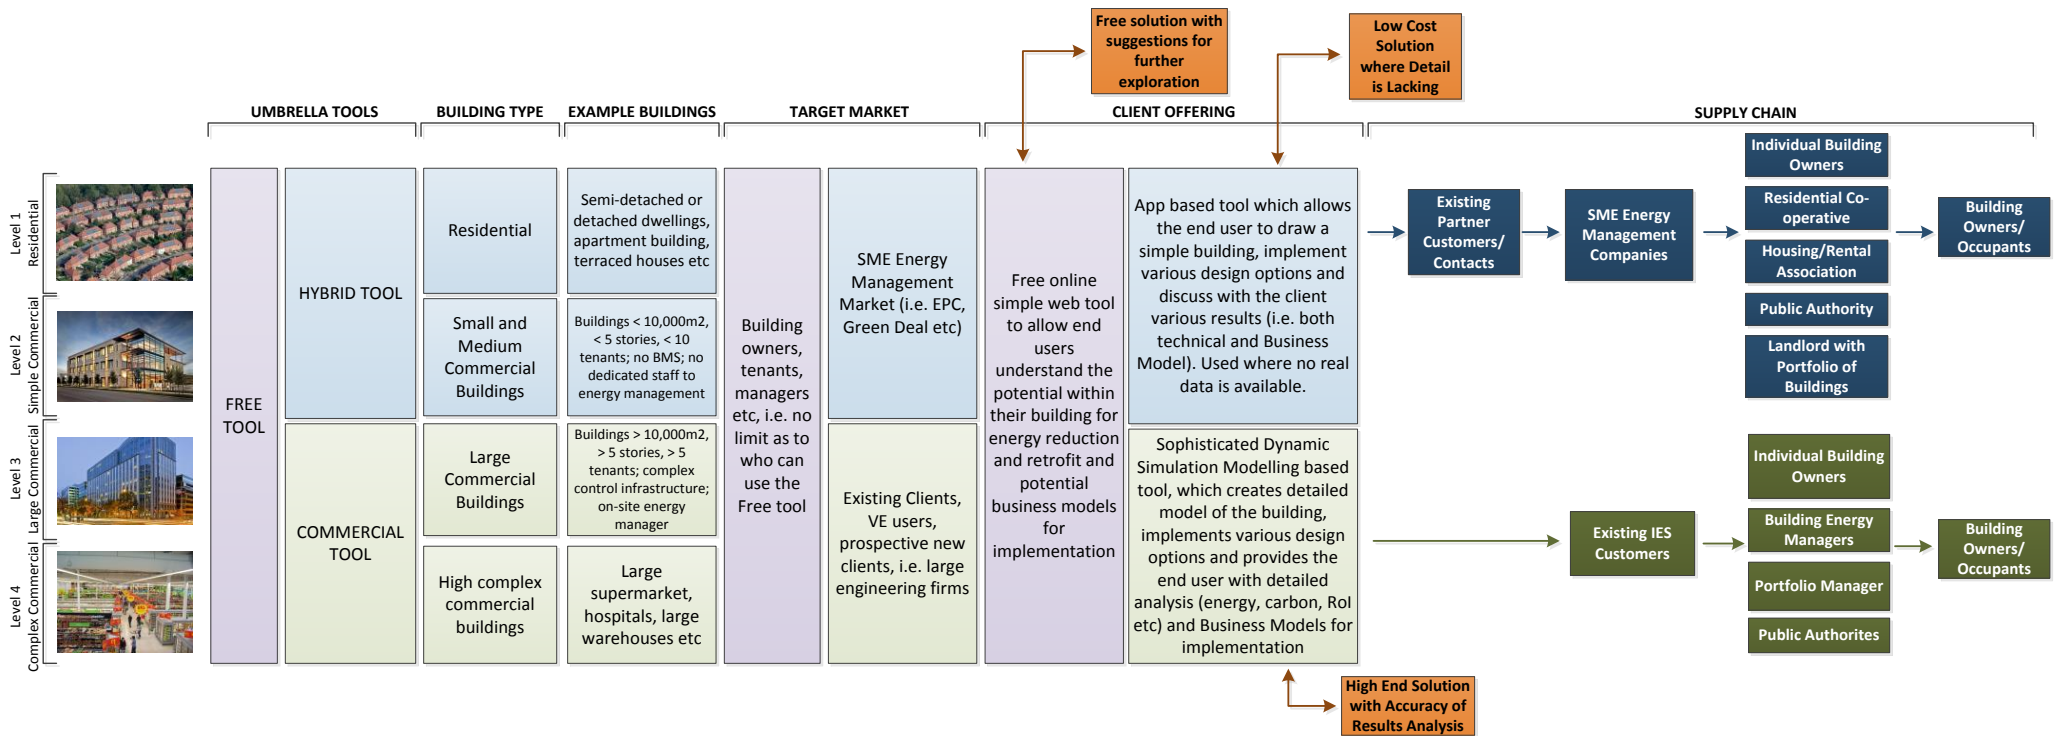 Free solution with
suggestions for
further
exploration
Low Cost
Solution
where Detail
is Lacking
UMBRELLA TOOLS
BUILDING TYPE
EXAMPLE BUILDINGS
TARGET MARKET
CLIENT OFFERING
SUPPLY CHAIN
Level 1
Residential
Level 2
Simple Commercial
Level 3
Large Commercial
Level 4
Complex Commercial
FREE
TOOL
HYBRID TOOL
COMMERCIAL
TOOL
Residential
Small and
Medium
Commercial
Buildings
Large
Commercial
Buildings
High complex
commercial
buildings
Semi-detached or
detached dwellings,
apartment building,
terraced houses etc
Buildings < 10,000m2,
< 5 stories, < 10
tenants; no BMS; no
dedicated staff to
energy management
Buildings > 10,000m2,
> 5 stories, > 5
tenants; complex
control infrastructure;
on-site energy
manager
Large
supermarket,
hospitals, large
warehouses etc
Building
owners,
tenants,
managers
etc, i.e. no
limit as to
who can
use the
Free tool
SME Energy
Management
Market (i.e. EPC,
Green Deal etc)
Existing Clients,
VE users,
prospective new
clients, i.e. large
engineering firms
Free online
simple web tool
to allow end
users
understand the
potential within
their building for
energy reduction
and retrofit and
potential
business models
for
implementation
App based tool which allows
the end user to draw a
simple building, implement
various design options and
discuss with the client
various results (i.e. both
technical and Business
Model). Used where no real
data is available.
Sophisticated Dynamic
Simulation Modelling based
tool, which creates detailed
model of the building,
implements various design
options and provides the
end user with detailed
analysis (energy, carbon, RoI
etc) and Business Models for
implementation
High End Solution
with Accuracy of
Results Analysis
Existing
Partner
Customers/
Contacts
SME Energy
Management
Companies
Individual Building
Owners
Residential Co-
operative
Housing/Rental
Association
Public Authority
Landlord with
Portfolio of
Buildings
Building
Owners/
Occupants
Existing IES
Customers
Individual Building
Owners
Building Energy
Managers
Portfolio Manager
Public Authorites
Building
Owners/
Occupants